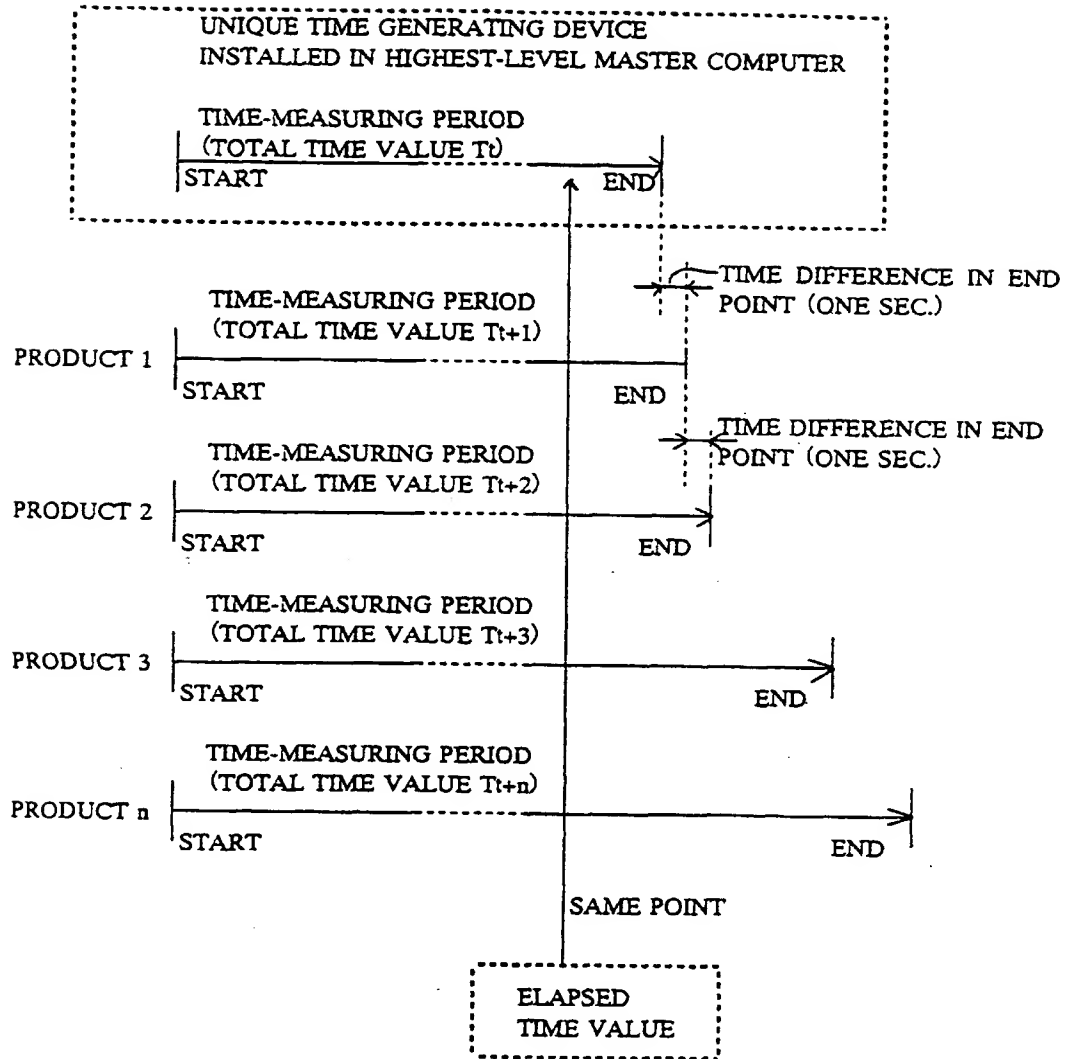 UNIQUE TIME GENERATING DEVICE
INSTALLED IN HIGHEST-LEVEL MASTER COMPUTER
TIME-MEASURING PERIOD
(TOTAL TIME VALUE Tt)
START
END
TIME DIFFERENCE IN END
POINT (ONE SEC.)
TIME-MEASURING PERIOD
(TOTAL TIME VALUE Tt+1)
PRODUCT 1
START
END
TIME DIFFERENCE IN END
POINT (ONE SEC.)
TIME-MEASURING PERIOD
(TOTAL TIME VALUE Tt+2)
PRODUCT 2
START
END
TIME-MEASURING PERIOD
(TOTAL TIME VALUE Tt+3)
PRODUCT 3
START
END
TIME-MEASURING PERIOD
(TOTAL TIME VALUE Tt+n)
PRODUCT n
START
END
SAME POINT
ELAPSED
TIME VALUE